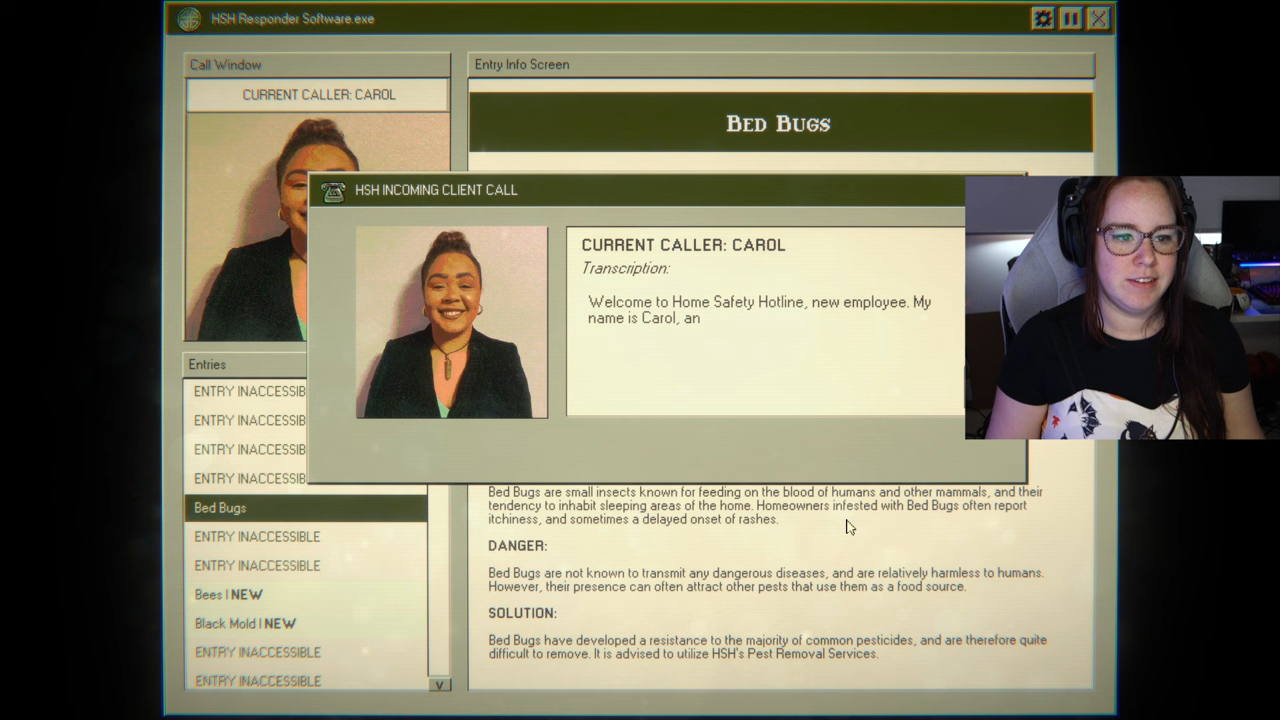 HSH Responder Software.exe
Call Window
CURRENT CALLER: CAROL
Entry Info Screen
Bed Bugs
HSH INCOMING CLIENT CALL
CURRENT CALLER: CAROL
Transcription:
Welcome to Home Safety Hotline, new employee. My
name is Carol, an
Entries
ENTRY INACCESSIB
ENTRY INACCESSIB
ENTRY INACCESSIB
ENTRY INACCESSIB
Bed Bugs
ENTRY INACCESSIBLE
ENTRY INACCESSIBLE
Bees | NEW
Black Mold | NEW
ENTRY INACCESSIBLE
ENTRY INACCESSIBLE
V
Bed Bugs are small insects known for feeding on the blood of humans and other mammals, and their
tendency to inhabit sleeping areas of the home. Homeowners infested with Bed Bugs often report
itchiness, and sometimes a delayed onset of rashes.
DANGER:
Bed Bugs are not known to transmit any dangerous diseases, and are relatively harmless to humans.
However, their presence can often attract other pests that use them as a food source.
SOLUTION:
Bed Bugs have developed a resistance to the majority of common pesticides, and are therefore quite
difficult to remove. It is advised to utilize HSH's Pest Removal Services.